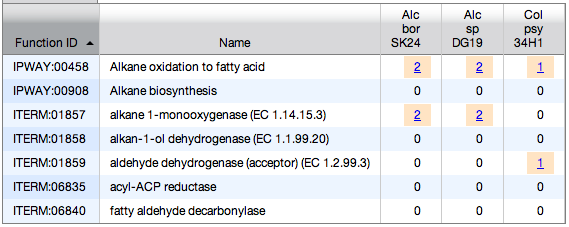 Function ID Name Alc bor SK24 Alc sp DG19 Col psy 34H1
IPWAY:00458 Alkane oxidation to fatty acid 2 2 1
IPWAY:00908 Alkane biosynthesis 0 0 0
ITERM:01857 alkane 1-monooxygenase (EC 1.14.15.3) 2 2 0
ITERM:01858 alkan-1-ol dehydrogenase (EC 1.1.99.20) 0 0 0
ITERM:01859 aldehyde dehydrogenase (acceptor) (EC 1.2.99.3) 0 0 1
ITERM:06835 acyl-ACP reductase 0 0 0
ITERM:06840 fatty aldehyde decarbonylase 0 0 0